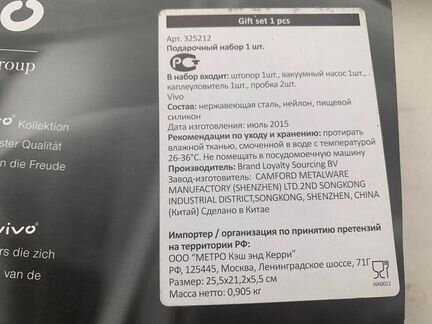 Gift set 1 pcs
Арт. 325212
Подарочный набор 1 шт.
В набор входит: штопор 1шт., вакуумный насос 1шт.,
каплеуловитель 1шт., пробка 2шт.
Vivo
Состав: нержавеющая сталь, нейлон, пищевой
силикон
Дата изготовления: июль 2015
Рекомендации по уходу и хранению: протирать
влажной тканью, смоченной в воде с температурой
26-36°С. Не помещать в посудомоечную машину
Производитель: Brand Loyalty Sourcing BV
Завод-изготовитель: CAMFORD METALWARE
MANUFACTORY (SHENZHEN) LTD.2ND SONGKONG
INDUSTRIAL DISTRICT,SONGKONG, SHENZHEN, CHINA
(Китай) Сделано в Китае
Импортер / организация по принятию претензий
на территории РФ:
ООО "МЕТРО Кэш энд Керри"
РФ, 125445, Москва, Ленинградское шоссе, 71Г
Размер: 25,5х21,2х5,5 см
Масса нетто: 0,905 кг
WA0012
roup
vo® Kollektion
ster Qualität
n die Freude
vivo®
rs die zich
van de